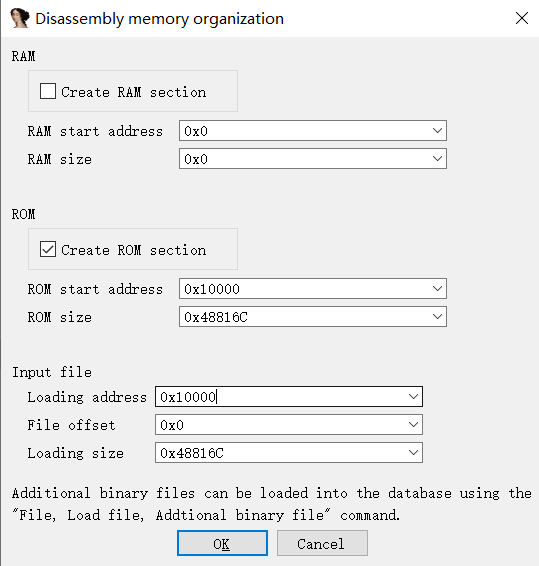 Disassembly memory organization
RAM
Create RAM section
RAM start address 0x0
RAM size 0x0
ROM
Create ROM section
ROM start address 0x10000
ROM size 0x48816C
Input file
Loading address 0x10000
File offset 0x0
Loading size 0x48816C
Additional binary files can be loaded into the database using the
"File, Load file, Addtional binary file" command.
OK Cancel